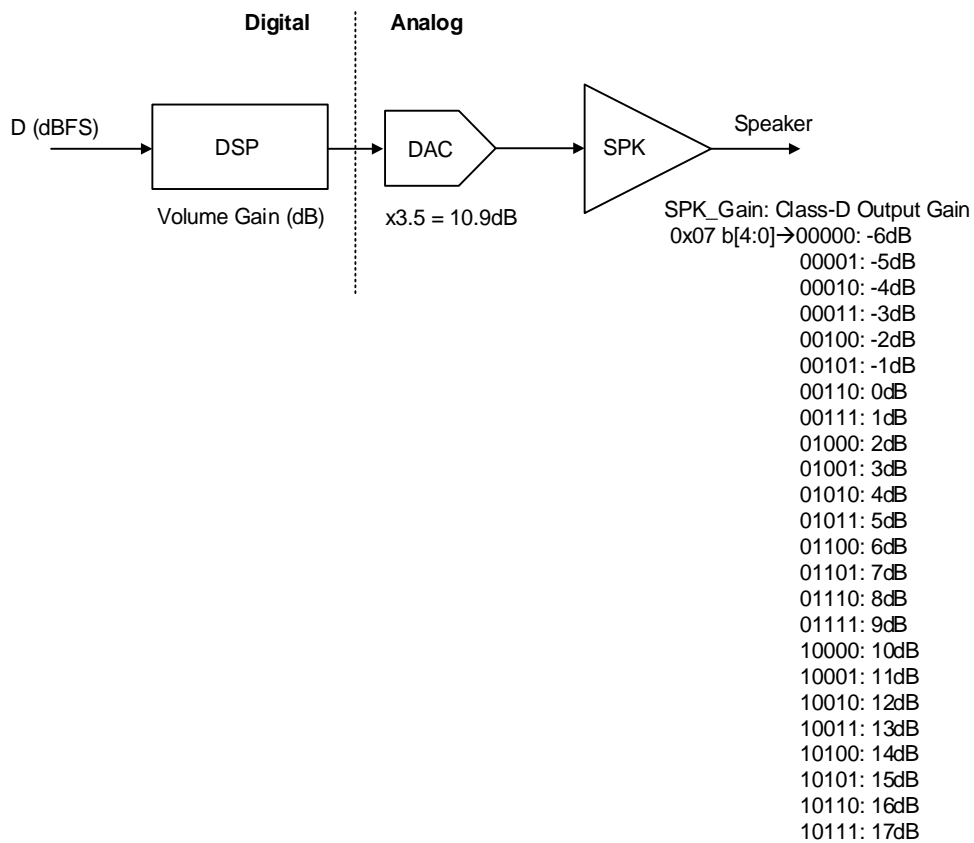 Digital
Analog
D (dBFS)
DSP
DAC
SPK
Speaker
Volume Gain (dB)
x3.5 = 10.9dB
SPK_Gain: Class-D Output Gain
0x07 b[4:0]→00000: -6dB
00001: -5dB
00010: -4dB
00011: -3dB
00100: -2dB
00101: -1dB
00110: 0dB
00111: 1dB
01000: 2dB
01001: 3dB
01010: 4dB
01011: 5dB
01100: 6dB
01101: 7dB
01110: 8dB
01111: 9dB
10000: 10dB
10001: 11dB
10010: 12dB
10011: 13dB
10100: 14dB
10101: 15dB
10110: 16dB
10111: 17dB